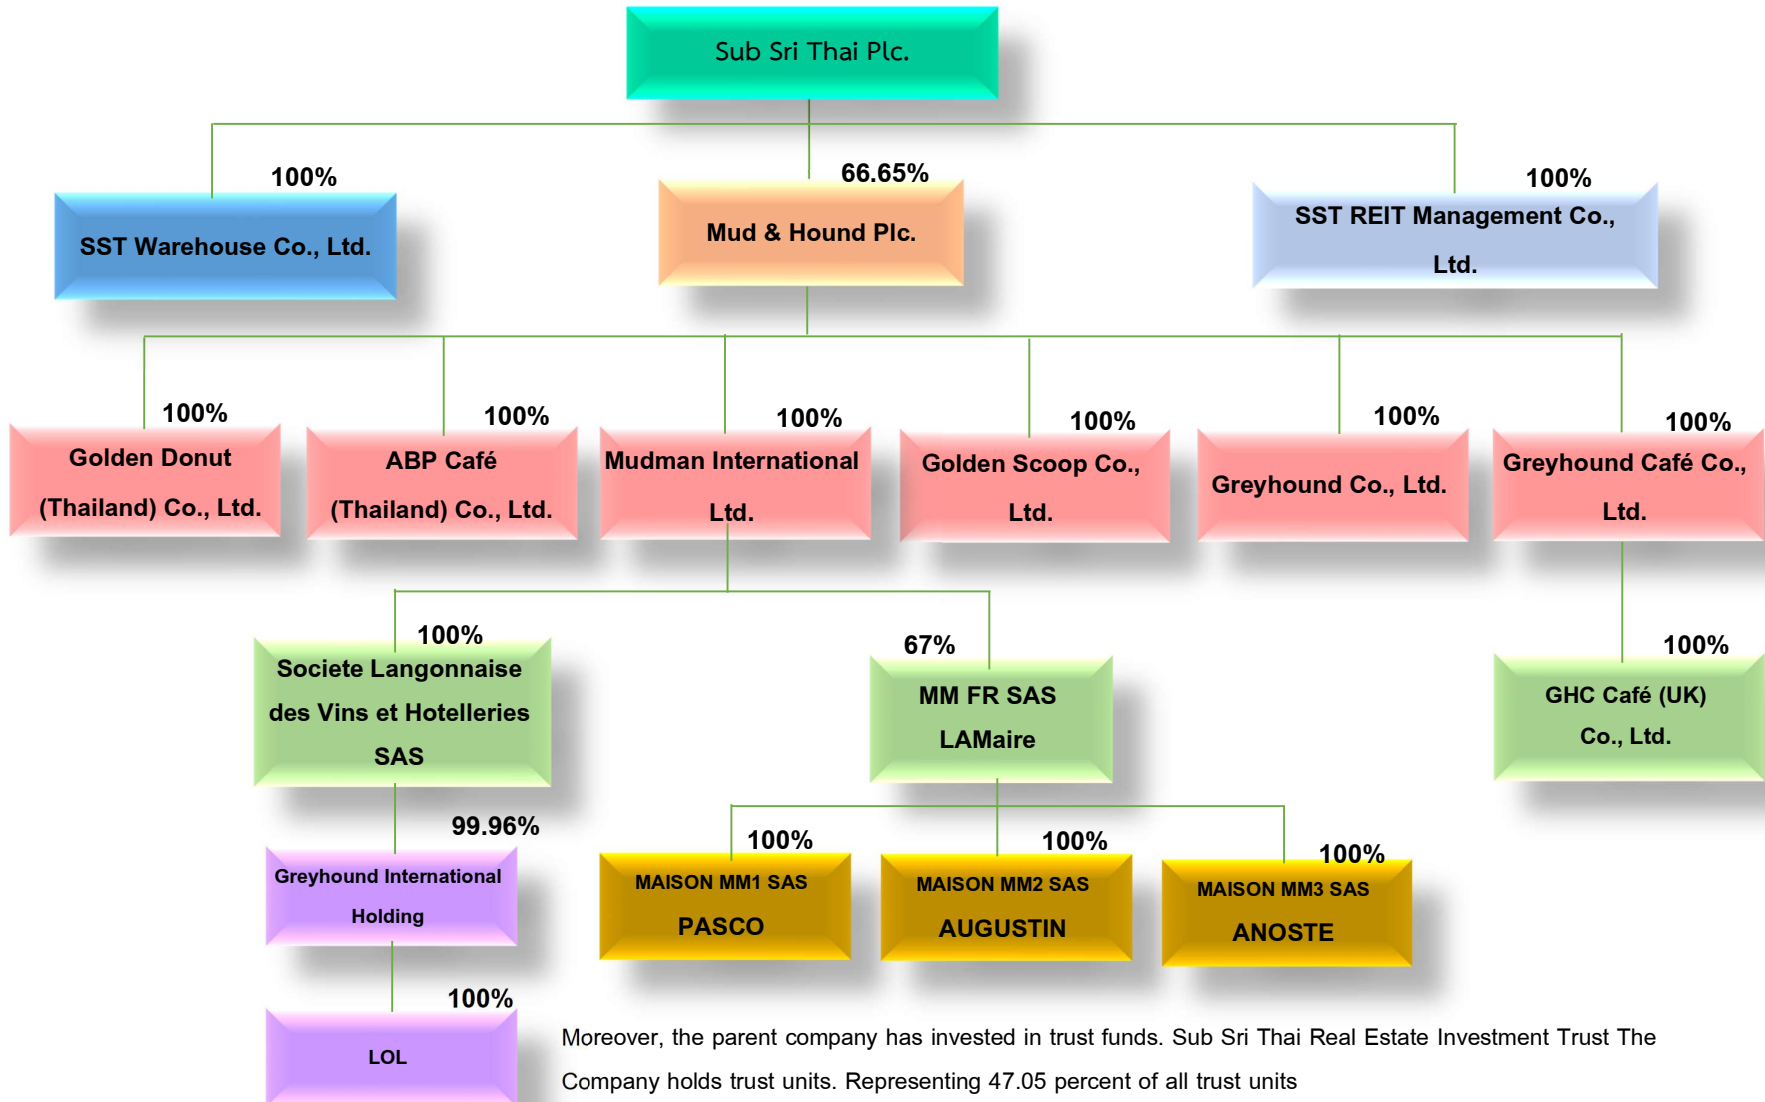 Sub Sri Thai Plc.
100%
66.65%
100%
SST Warehouse Co., Ltd.
Mud & Hound Plc.
SST REIT Management Co.,
Ltd.
100%
100%
100%
100%
100%
100%
Golden Donut
(Thailand) Co., Ltd.
ABP Café
(Thailand) Co., Ltd.
Mudman International
Ltd.
Golden Scoop Co.,
Ltd.
Greyhound Co., Ltd.
Greyhound Café Co.,
Ltd.
100%
67%
100%
Societe Langonnaise
des Vins et Hotelleries
SAS
MM FR SAS
LAMaire
GHC Café (UK)
Co., Ltd.
99.96%
100%
100%
100%
Greyhound International
Holding
MAISON MM1 SAS
PASCO
MAISON MM2 SAS
AUGUSTIN
MAISON MM3 SAS
ANOSTE
100%
LOL
Moreover, the parent company has invested in trust funds. Sub Sri Thai Real Estate Investment Trust The
Company holds trust units. Representing 47.05 percent of all trust units